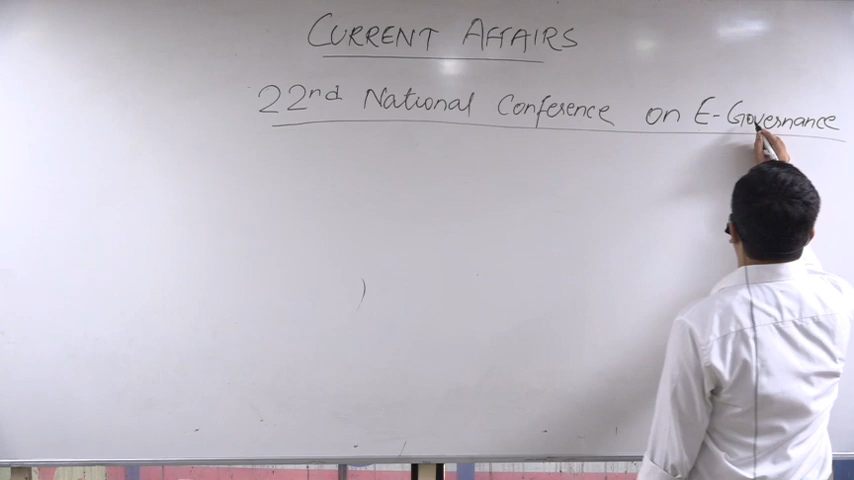 CURRENT AFFAIRS
22nd National Conference on E-Governance